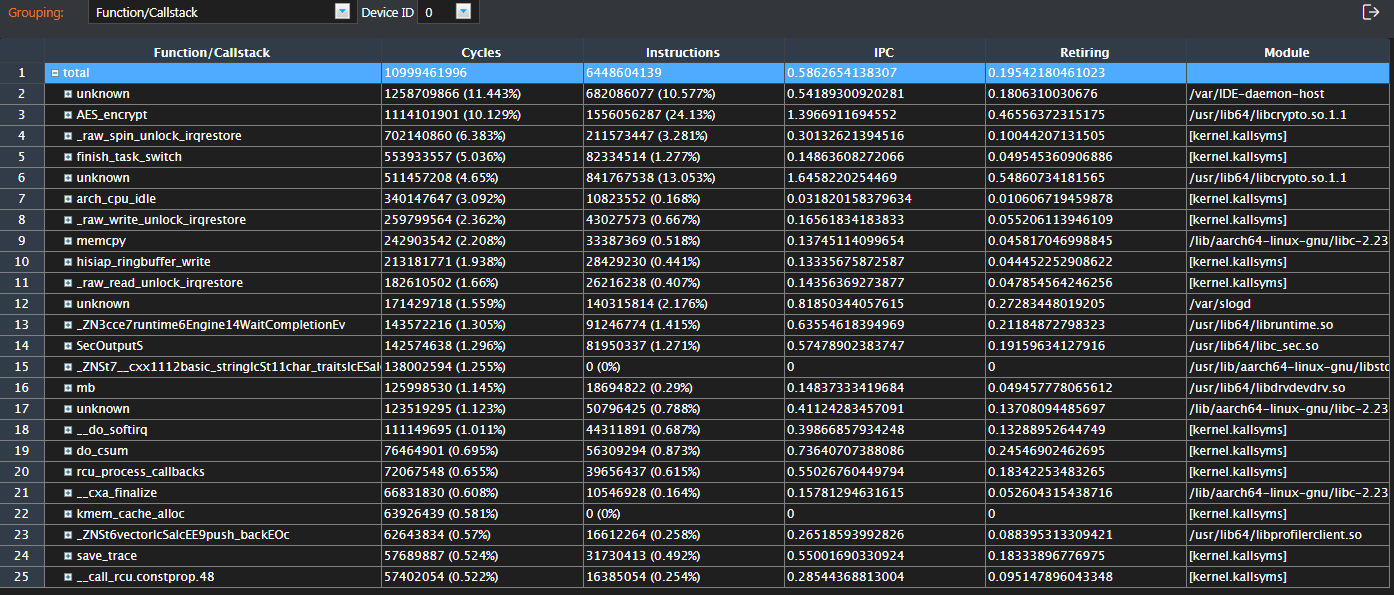 Grouping: Function/Callstack Device ID 0
Function/Callstack Cycles Instructions IPC Retiring Module
1 total 10999461996 6448604139 0.5862654138307 0.19542180461023
2 unknown 1258709866 (11.443%) 682086077 (10.577%) 0.54189300920281 0.1806310030676 /var/IDE-daemon-host
3 AES_encrypt 1114101901 (10.129%) 1556056287 (24.13%) 1.3966911694552 0.46556372315175 /usr/lib64/libcrypto.so.1.1
4 _raw_spin_unlock_irqrestore 702140860 (6.383%) 211573447 (3.281%) 0.30132621394516 0.10044207131505 [kernel.kallsyms]
5 finish_task_switch 553933557 (5.036%) 82334514 (1.277%) 0.14863608272066 0.049545360906886 [kernel.kallsyms]
6 unknown 511457208 (4.65%) 841767538 (13.053%) 1.6458220254469 0.54860734181565 /usr/lib64/libcrypto.so.1.1
7 arch_cpu_idle 340147647 (3.092%) 10823552 (0.168%) 0.031820158379634 0.010606719459878 [kernel.kallsyms]
8 _raw_write_unlock_irqrestore 259799564 (2.362%) 43027573 (0.667%) 0.16561834183833 0.055206113946109 [kernel.kallsyms]
9 memcpy 242903542 (2.208%) 33387369 (0.518%) 0.13745114099654 0.045817046998845 /lib/aarch64-linux-gnu/libc-2.23
10 hisiap_ringbuffer_write 213181771 (1.938%) 28429230 (0.441%) 0.13335675872587 0.044452252908622 [kernel.kallsyms]
11 _raw_read_unlock_irqrestore 182610502 (1.66%) 26216238 (0.407%) 0.14356369273877 0.047854564246256 [kernel.kallsyms]
12 unknown 171429718 (1.559%) 140315814 (2.176%) 0.81850344057615 0.27283448019205 /var/slogd
13 _ZN3cce7runtime6Engine14WaitCompletionEv 143572216 (1.305%) 91246774 (1.415%) 0.63554618394969 0.21184872798323 /usr/lib64/libruntime.so
14 SecOutputS 142574638 (1.296%) 81950337 (1.271%) 0.57478902383747 0.19159634127916 /usr/lib64/libc_sec.so
15 _ZNSt7__cxx1112basic_stringIcSt11char_traitsIcESaI 138002594 (1.255%) 0 (0%) 0 0 /usr/lib/aarch64-linux-gnu/libstd
16 mb 125998530 (1.145%) 18694822 (0.29%) 0.14837333419684 0.049457778065612 /usr/lib64/libdrvdevdrv.so
17 unknown 123519295 (1.123%) 50796425 (0.788%) 0.41124283457091 0.13708094485697 /lib/aarch64-linux-gnu/libc-2.23
18 __do_softirq 111149695 (1.011%) 44311891 (0.687%) 0.39866857934248 0.13288952644749 [kernel.kallsyms]
19 do_csum 76464901 (0.695%) 56309294 (0.873%) 0.73640707388086 0.24546902462695 [kernel.kallsyms]
20 rcu_process_callbacks 72067548 (0.655%) 39656437 (0.615%) 0.55026760449794 0.18342253483265 [kernel.kallsyms]
21 __cxa_finalize 66831830 (0.608%) 10546928 (0.164%) 0.15781294631615 0.052604315438716 /lib/aarch64-linux-gnu/libc-2.23
22 kmem_cache_alloc 63926439 (0.581%) 0 (0%) 0 0 [kernel.kallsyms]
23 _ZNSt6vectorIcSaIcEE9push_backEOc 62643834 (0.57%) 16612264 (0.258%) 0.26518593992826 0.088395313309421 /usr/lib64/libprofilerclient.so
24 save_trace 57689887 (0.524%) 31730413 (0.492%) 0.55001690330924 0.18333896776975 [kernel.kallsyms]
25 __call_rcu.constprop.48 57402054 (0.522%) 16385054 (0.254%) 0.28544368813004 0.095147896043348 [kernel.kallsyms]